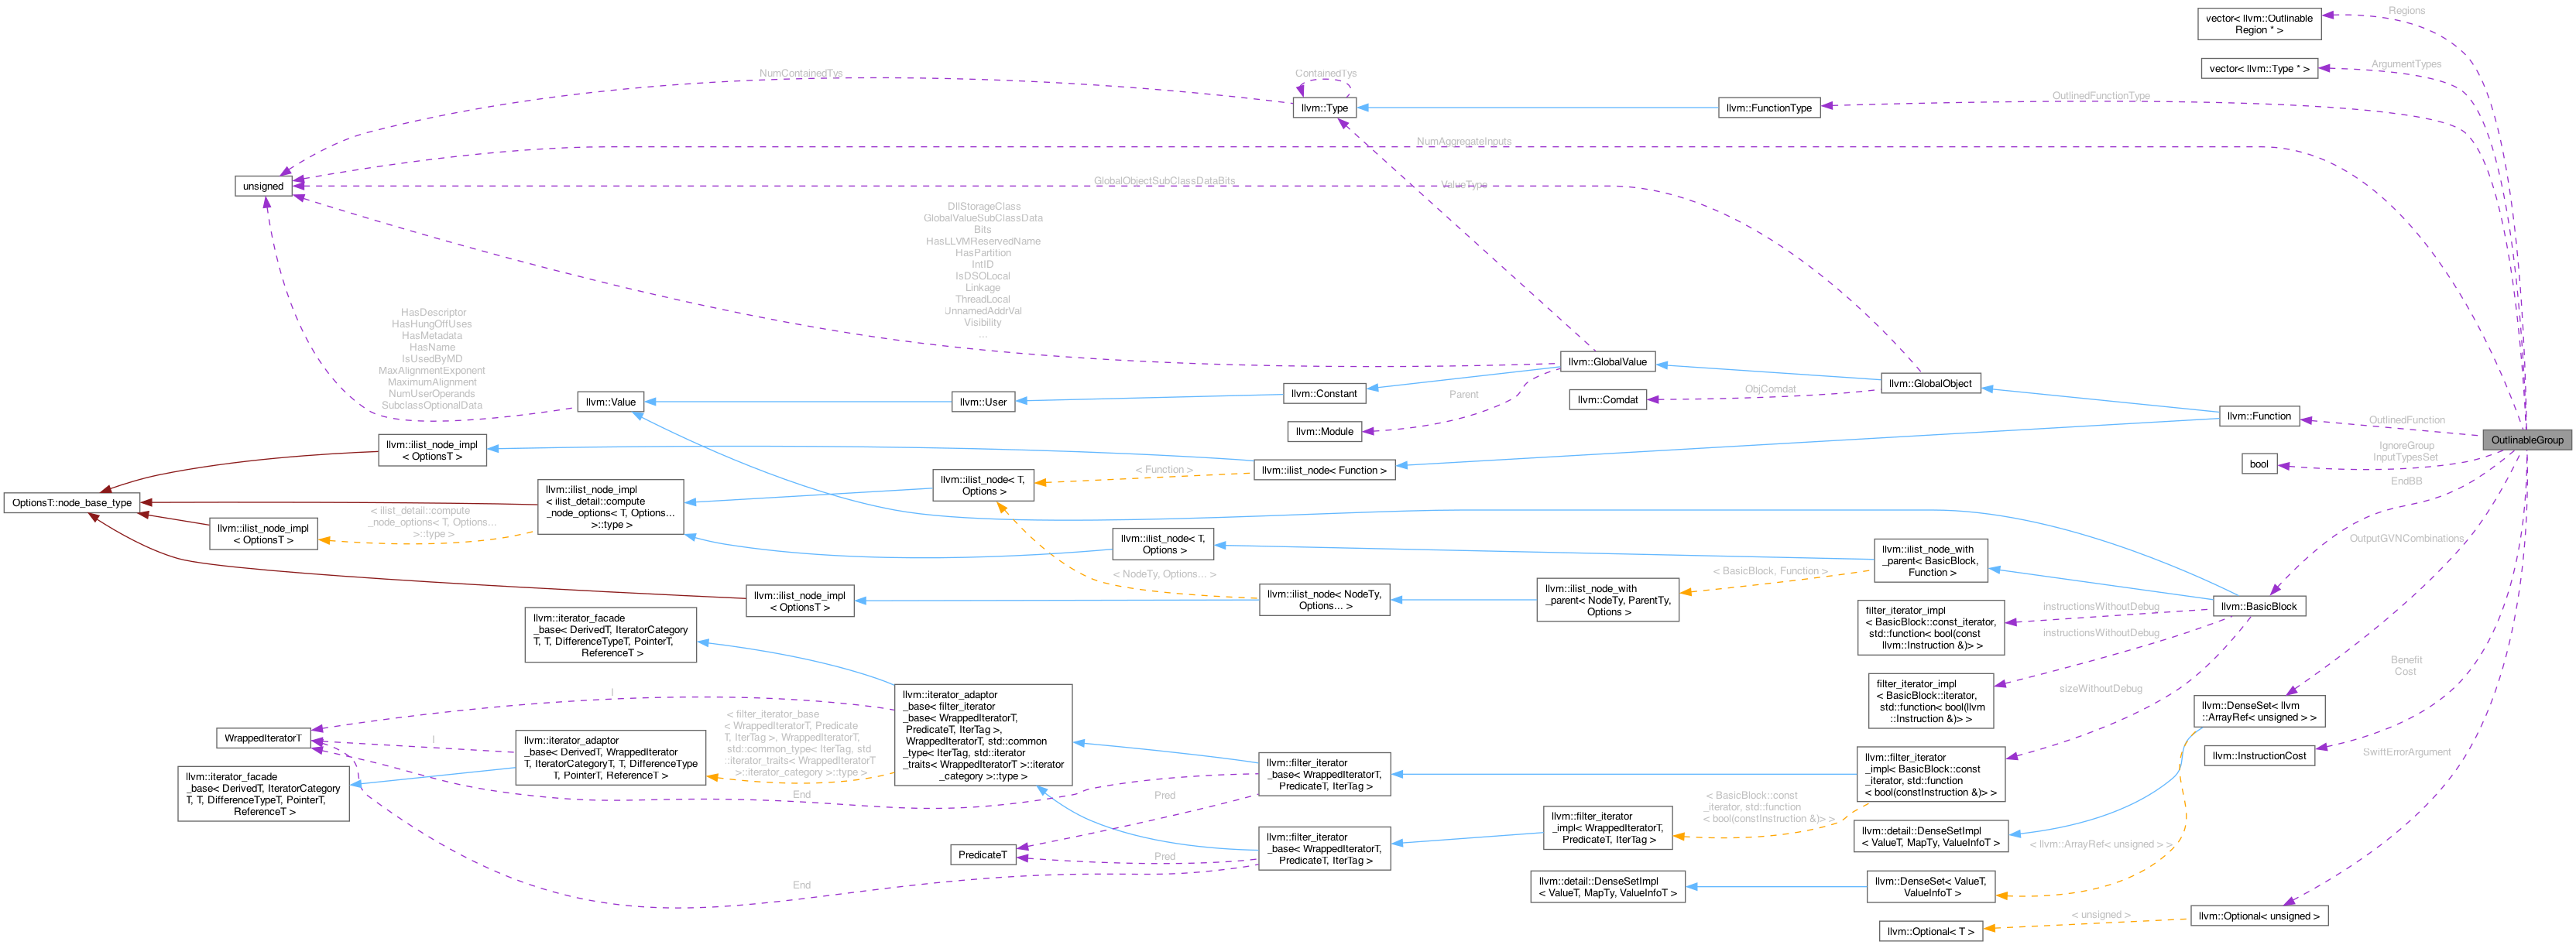 vector< llvm::Outlinable
Region * >
Regions
vector< llvm::Type * >
ArgumentTypes
NumContainedTys
ContainedTys
llvm::Type
llvm::FunctionType
OutlinedFunctionType
NumAggregateInputs
unsigned
GlobalObjectSubClassDataBits
ValueType
DllStorageClass
GlobalValueSubClassData
Bits
HasLLVMReservedName
HasPartition
IntID
IsDSOLocal
Linkage
ThreadLocal
UnnamedAddrVal
Visibility
...
HasDescriptor
HasHungOffUses
HasMetadata
HasName
IsUsedByMD
MaxAlignmentExponent
MaximumAlignment
NumUserOperands
SubclassOptionalData
llvm::Value
llvm::User
llvm::Constant
llvm::GlobalValue
llvm::GlobalObject
ObjComdat
llvm::Comdat
Parent
llvm::Module
llvm::Function
OutlinedFunction
OutlinableGroup
IgnoreGroup
InputTypesSet
bool
EndBB
llvm::ilist_node_impl
< OptionsT >
llvm::ilist_node< Function >
< Function >
llvm::ilist_node< T,
Options >
OptionsT::node_base_type
llvm::ilist_node_impl
< ilist_detail::compute
_node_options< T, Options...
>::type >
< ilist_detail::compute
_node_options< T, Options...
>::type >
llvm::ilist_node_impl
< OptionsT >
llvm::ilist_node< T,
Options >
llvm::ilist_node_with
_parent< BasicBlock,
Function >
OutputGVNCombinations
< NodeTy, Options... >
< BasicBlock, Function >
llvm::ilist_node_impl
< OptionsT >
llvm::ilist_node< NodeTy,
Options... >
llvm::ilist_node_with
_parent< NodeTy, ParentTy,
Options >
llvm::BasicBlock
instructionsWithoutDebug
filter_iterator_impl
< BasicBlock::const_iterator,
std::function< bool(const
llvm::Instruction &)> >
instructionsWithoutDebug
llvm::iterator_facade
_base< DerivedT, IteratorCategory
T, T, DifferenceTypeT, PointerT,
ReferenceT >
Benefit
Cost
sizeWithoutDebug
filter_iterator_impl
< BasicBlock::iterator,
std::function< bool(llvm
::Instruction &)> >
llvm::DenseSet< llvm
::ArrayRef< unsigned > >
I
llvm::iterator_adaptor
_base< filter_iterator
_base< WrappedIteratorT,
PredicateT, IterTag >,
WrappedIteratorT, std::common
_type< IterTag, std::iterator
_traits< WrappedIteratorT >::iterator
_category >::type >
< filter_iterator_base
< WrappedIteratorT, Predicate
T, IterTag >, WrappedIteratorT,
std::common_type< IterTag, std
::iterator_traits< WrappedIteratorT
>::iterator_category >::type >
WrappedIteratorT
I
llvm::iterator_adaptor
_base< DerivedT, WrappedIterator
T, IteratorCategoryT, T, DifferenceType
T, PointerT, ReferenceT >
llvm::iterator_facade
_base< DerivedT, IteratorCategory
T, T, DifferenceTypeT, PointerT,
ReferenceT >
End
llvm::filter_iterator
_base< WrappedIteratorT,
PredicateT, IterTag >
llvm::filter_iterator
_impl< BasicBlock::const
_iterator, std::function
< bool(constInstruction &)> >
llvm::InstructionCost
SwiftErrorArgument
Pred
< BasicBlock::const
_iterator, std::function
< bool(constInstruction &)> >
llvm::filter_iterator
_impl< WrappedIteratorT,
PredicateT, IterTag >
llvm::detail::DenseSetImpl
< ValueT, MapTy, ValueInfoT >
< llvm::ArrayRef< unsigned > >
PredicateT
Pred
llvm::filter_iterator
_base< WrappedIteratorT,
PredicateT, IterTag >
End
llvm::detail::DenseSetImpl
< ValueT, MapTy, ValueInfoT >
llvm::DenseSet< ValueT,
ValueInfoT >
< unsigned >
llvm::Optional< unsigned >
llvm::Optional< T >